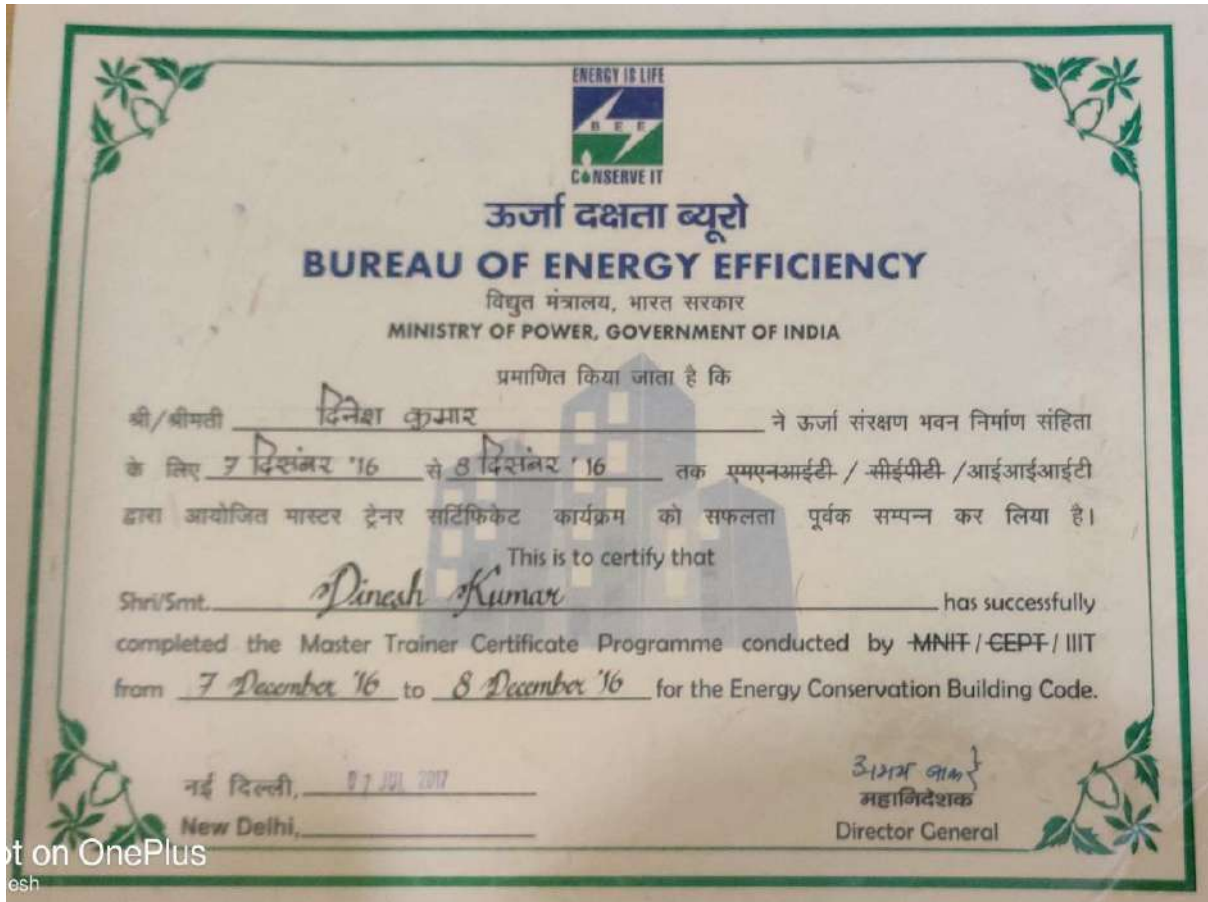 ENERGY IS LIFE
BEE
CONSERVE IT
ऊर्जा दक्षता ब्यूरो
BUREAU OF ENERGY EFFICIENCY
विद्युत मंत्रालय, भारत सरकार
MINISTRY OF POWER, GOVERNMENT OF INDIA
प्रमाणित किया जाता है कि
श्री/श्रीमती दिनेश कुमार ने ऊर्जा संरक्षण भवन निर्माण संहिता
के लिए 7 दिसंबर '16 से 8 दिसंबर '16 तक एमएनआईटी / सीईपीटी /आईआईआईटी
द्वारा आयोजित मास्टर ट्रेनर सर्टिफिकेट कार्यक्रम को सफलता पूर्वक सम्पन्न कर लिया है।
This is to certify that
Shri/Smt. Dinesh Kumar has successfully
completed the Master Trainer Certificate Programme conducted by MNIT / CEPT / IIIT
from 7 December '16 to 8 December '16 for the Energy Conservation Building Code.
नई दिल्ली, 07 JUL 2017
New Delhi,
अभय बाकरे
महानिदेशक
Director General
ot on OnePlus
esh